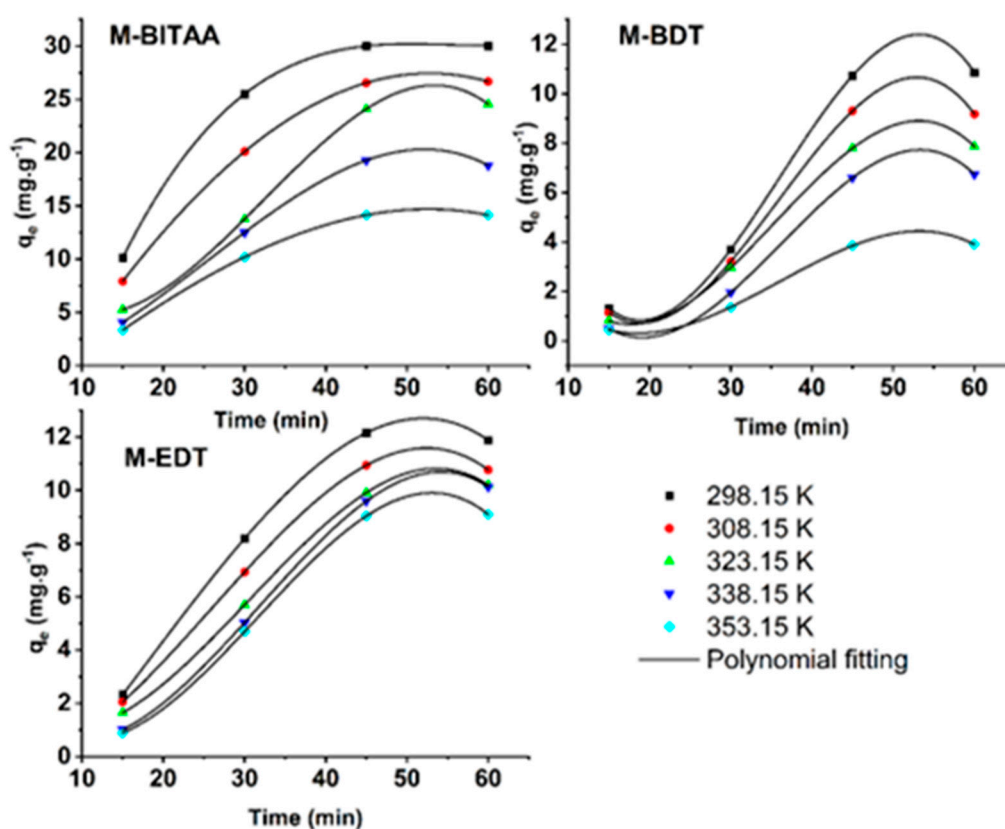 M-BITAA
30
25
20
15
10
5
0
qₑ (mg.g⁻¹)
10 20 30 40 50 60
Time (min)
M-BDT
12
10
8
6
4
2
0
qₑ (mg.g⁻¹)
10 20 30 40 50 60
Time (min)
M-EDT
12
10
8
6
4
2
0
qₑ (mg.g⁻¹)
10 20 30 40 50 60
Time (min)
298.15 K
308.15 K
323.15 K
338.15 K
353.15 K
Polynomial fitting